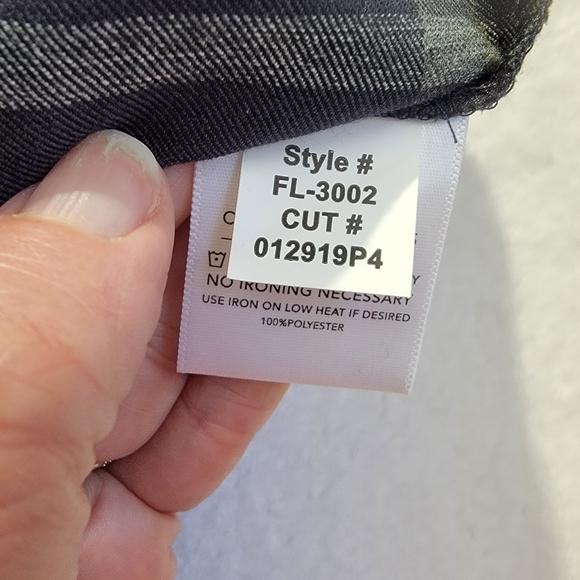 Style #
FL-3002
CUT #
012919P4
NO IRONING NECESSARY
USE IRON ON LOW HEAT IF DESIRED
100%POLYESTER